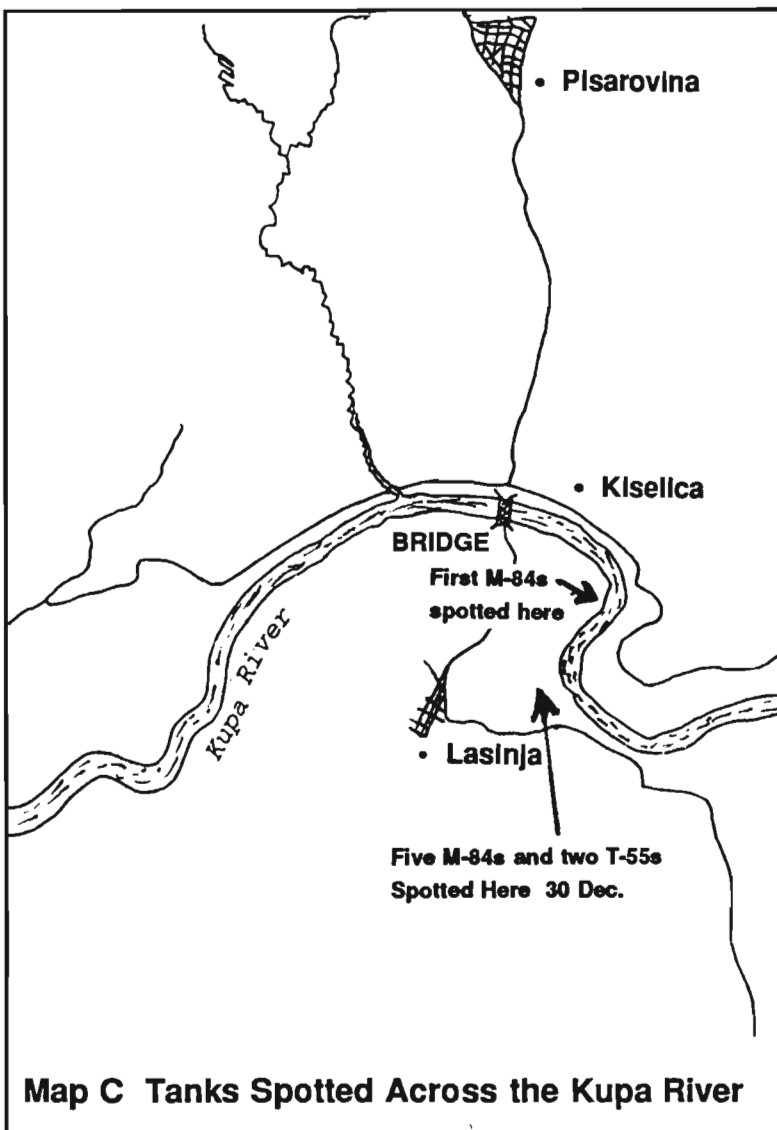 Pisarovina
Kiselica
BRIDGE
First M-84s
spotted here
Kupa River
Lasinja
Five M-84s and two T-55s
Spotted Here 30 Dec.
Map C Tanks Spotted Across the Kupa River